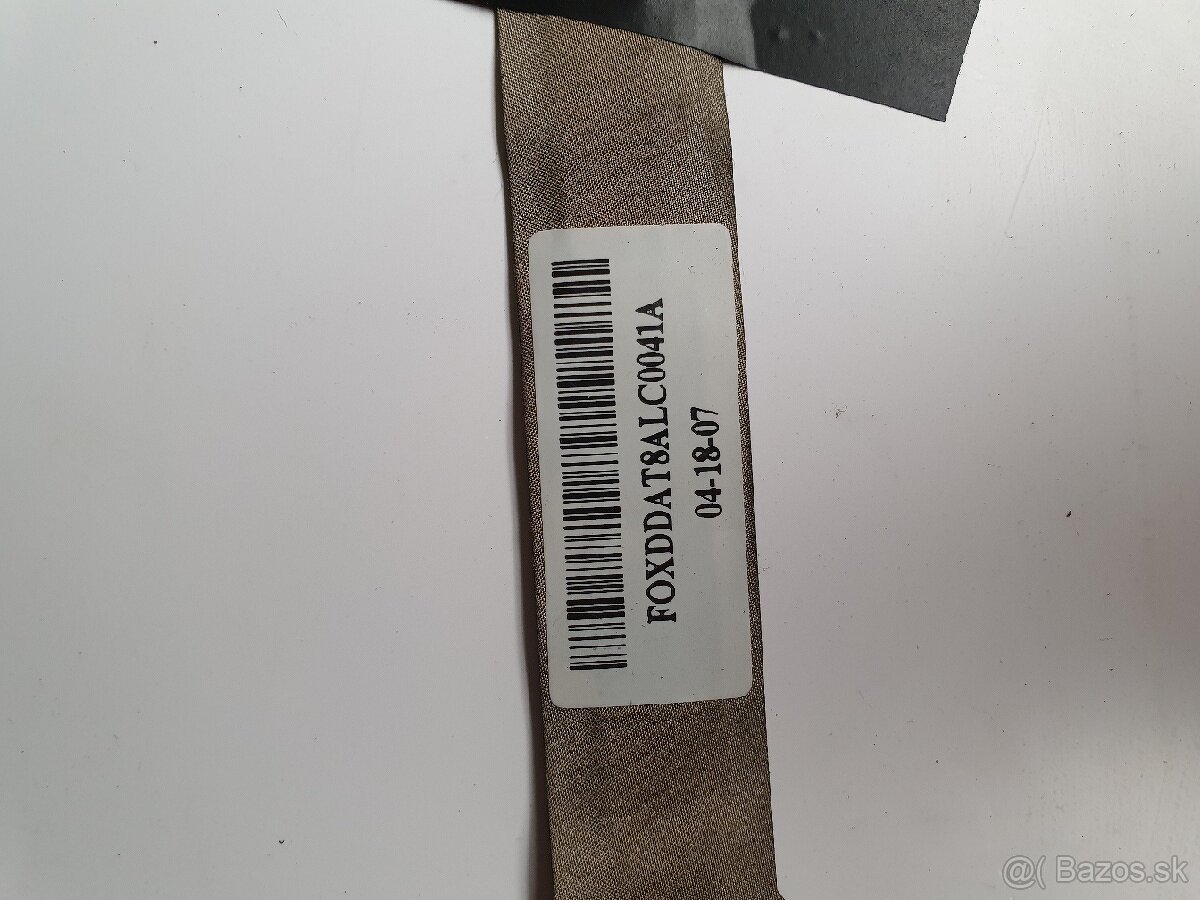 FOXDDAT8ALC0041A
04-18-07
@( Bazos.sk